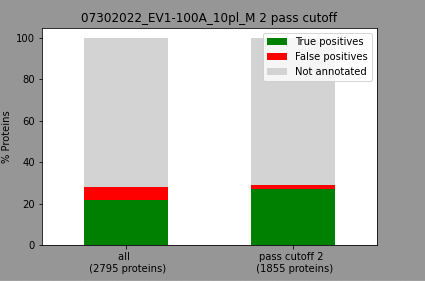 07302022_EV1-100A_10pl_M 2 pass cutoff
True positives
False positives
Not annotated
% Proteins
100
80
60
40
20
0
all
(2795 proteins)
pass cutoff 2
(1855 proteins)